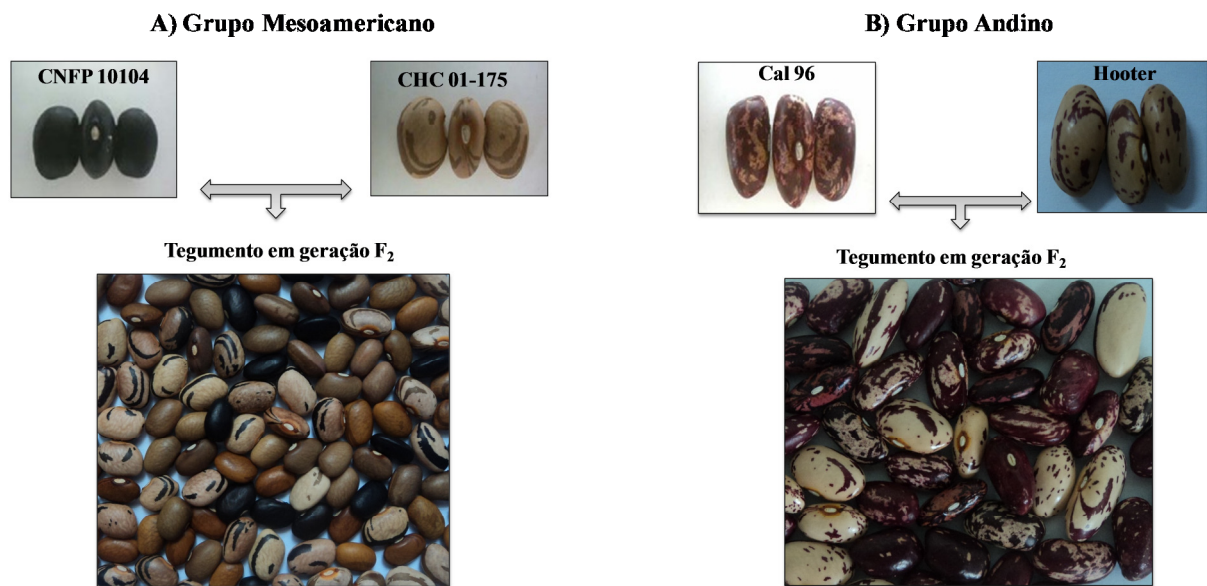 A) Grupo Mesoamericano
CNFP 10104
CHC 01-175
Tegumento em geração F₂
B) Grupo Andino
Cal 96
Hooter
Tegumento em geração F₂